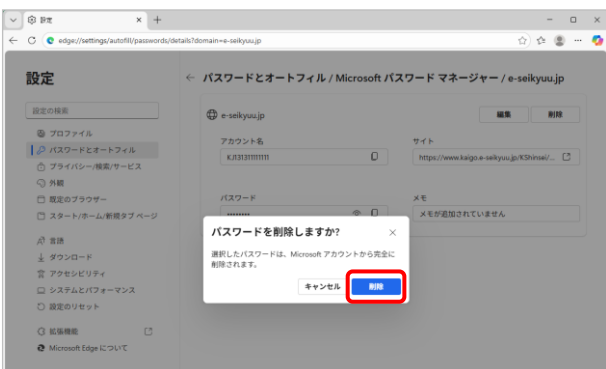 設定
edge://settings/autofill/passwords/details?domain=e-seikyuu.jp
設定
パスワードとオートフィル / Microsoft パスワード マネージャー / e-seikyuu.jp
設定の検索
プロファイル
パスワードとオートフィル
プライバシー/検索/サービス
外観
既定のブラウザー
スタート/ホーム/新規タブ ページ
言語
ダウンロード
アクセシビリティ
システムとパフォーマンス
設定のリセット
拡張機能
Microsoft Edge について
e-seikyuu.jp
編集
削除
アカウント名
サイト
https://www.kaigo.e-seikyuu.jp/KShinsei/...
パスワード
メモ
メモが追加されていません
パスワードを削除しますか?
選択したパスワードは、Microsoft アカウントから完全に
削除されます。
キャンセル
削除